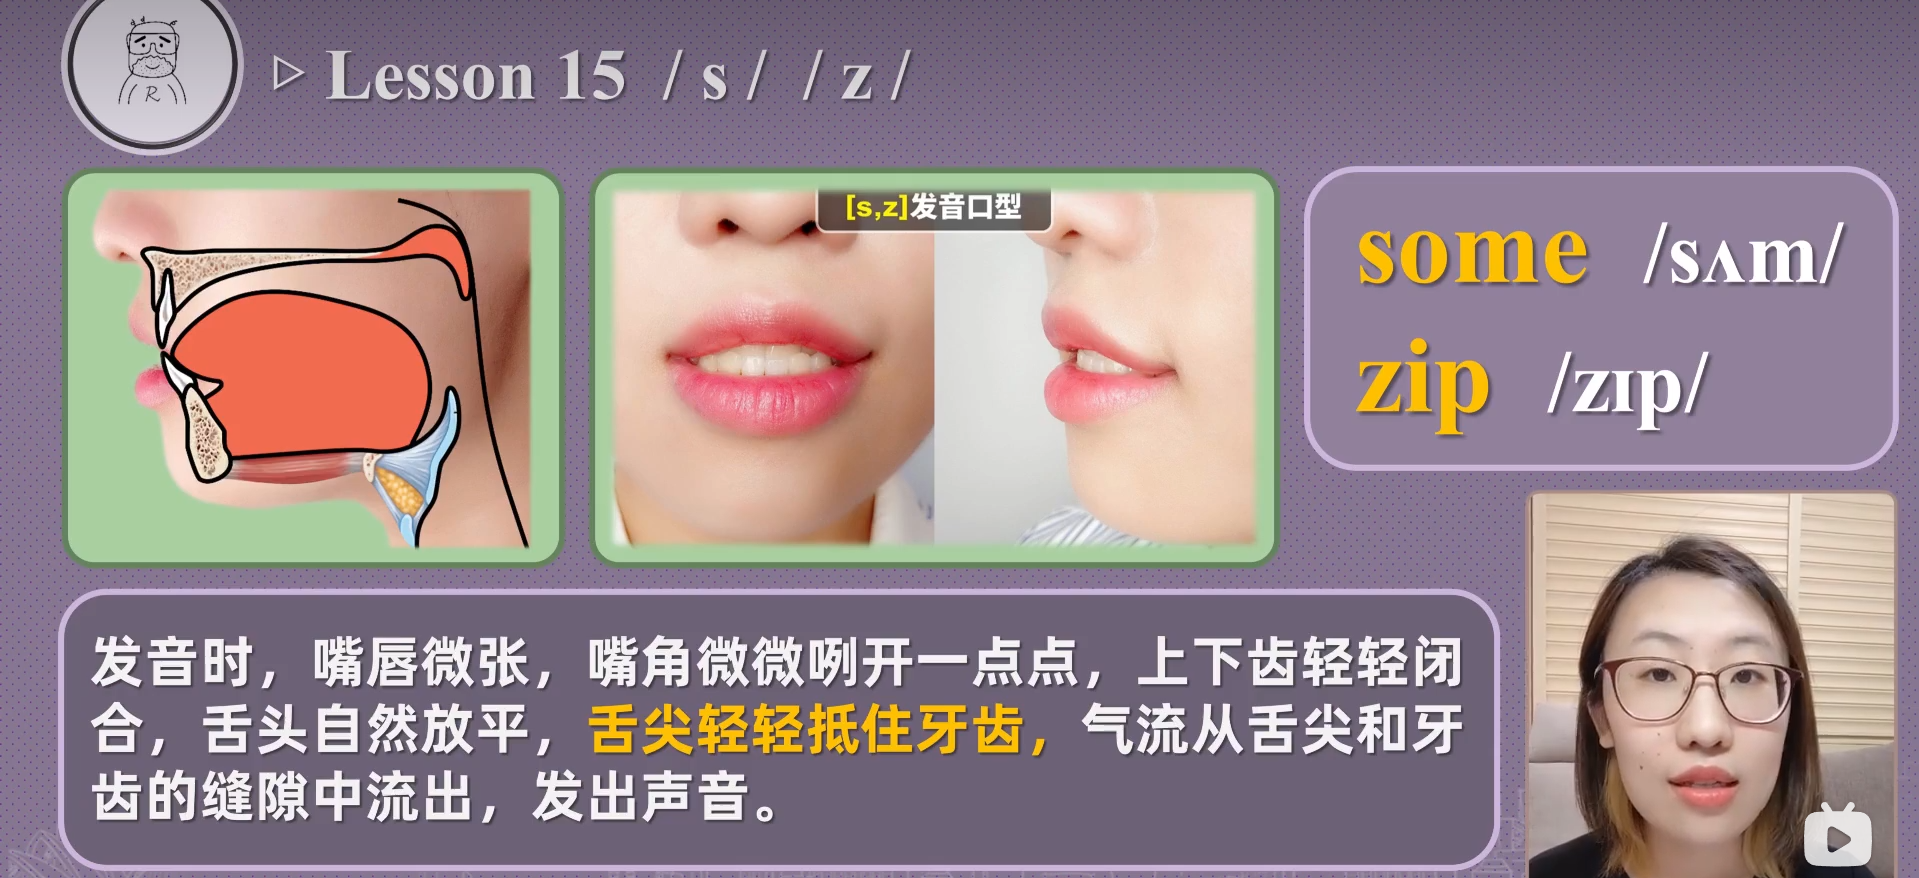 R
Lesson 15 / s / / z /
[s,z]发音口型
some /sʌm/
zip /zɪp/
发音时，嘴唇微张，嘴角微微咧开一点点，上下齿轻轻闭
合，舌头自然放平，舌尖轻轻抵住牙齿，气流从舌尖和牙
齿的缝隙中流出，发出声音。